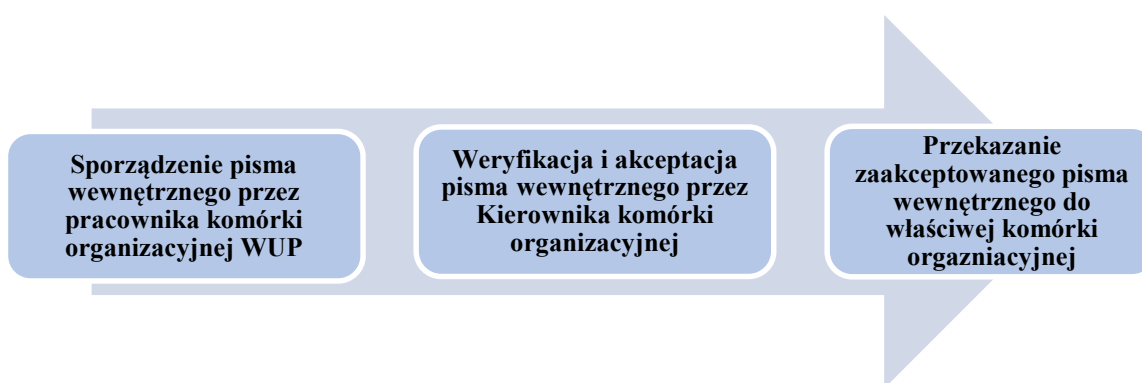 Sporządzenie pisma
wewnętrznego przez
pracownika komórki
organizacyjnej WUP
Weryfikacja i akceptacja
pisma wewnętrznego przez
Kierownika komórki
organizacyjnej
Przekazanie
zaakceptowanego pisma
wewnętrznego do
właściwej komórki
orgazniacyjnej